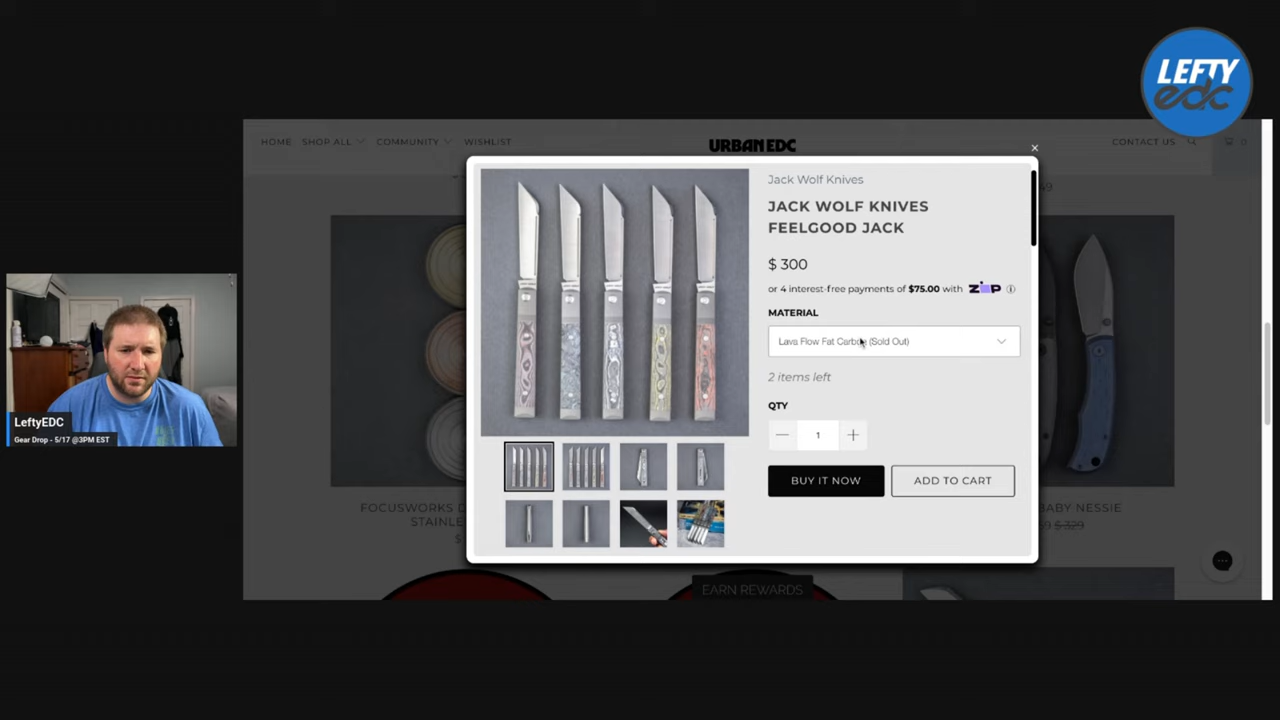 LEFTY
edc
HOME SHOP ALL COMMUNITY WISHLIST
URBAN EDC
CONTACT US 0
Jack Wolf Knives
JACK WOLF KNIVES
FEELGOOD JACK
$ 300
or 4 interest-free payments of $75.00 with ZIP
MATERIAL
Lava Flow Fat Carbon (Sold Out)
2 items left
QTY
1
BUY IT NOW
ADD TO CART
LeftyEDC
Gear Drop - 5/17 @3PM EST
FOCUSWORKS
STAINLE
$
BABY NESSIE
$ 329
EARN REWARDS